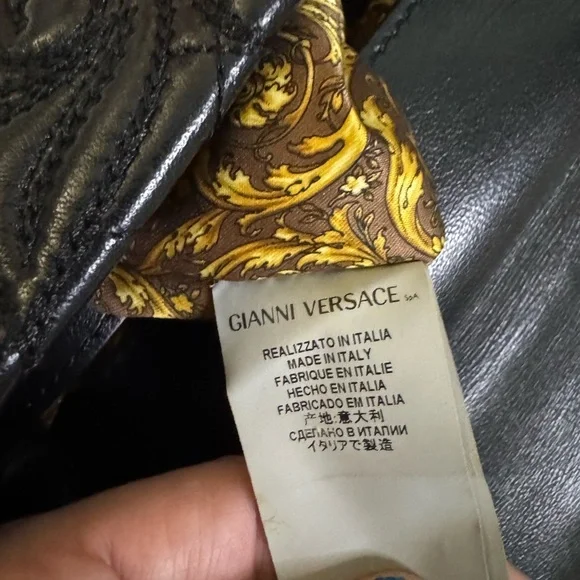 GIANNI VERSACE SpA
REALIZZATO IN ITALIA
MADE IN ITALY
FABRIQUE EN ITALIE
HECHO EN ITALIA
FABRICADO EM ITALIA
产地:意大利
СДЕЛАНО В ИТАЛИИ
イタリアで製造